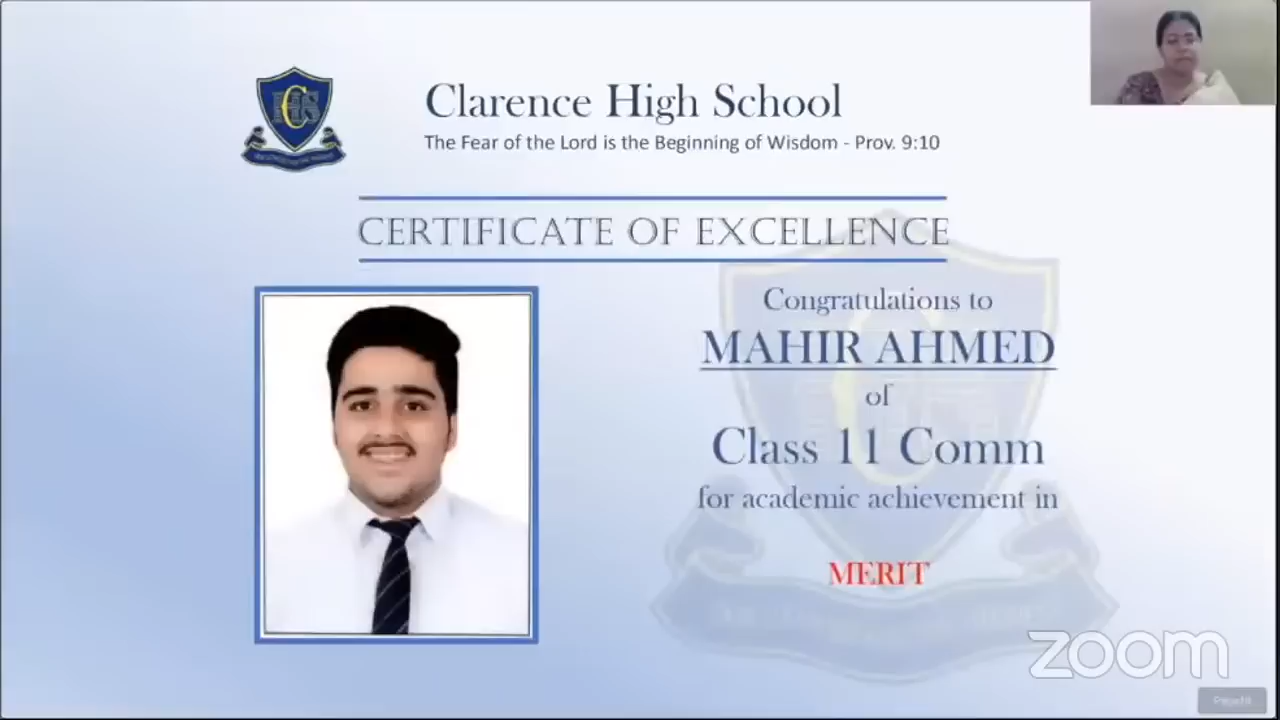 Clarence High School
The Fear of the Lord is the Beginning of Wisdom - Prov. 9:10
CERTIFICATE OF EXCELLENCE
Congratulations to
MAHIR AHMED
of
Class 11 Comm
for academic achievement in
MERIT
zoom